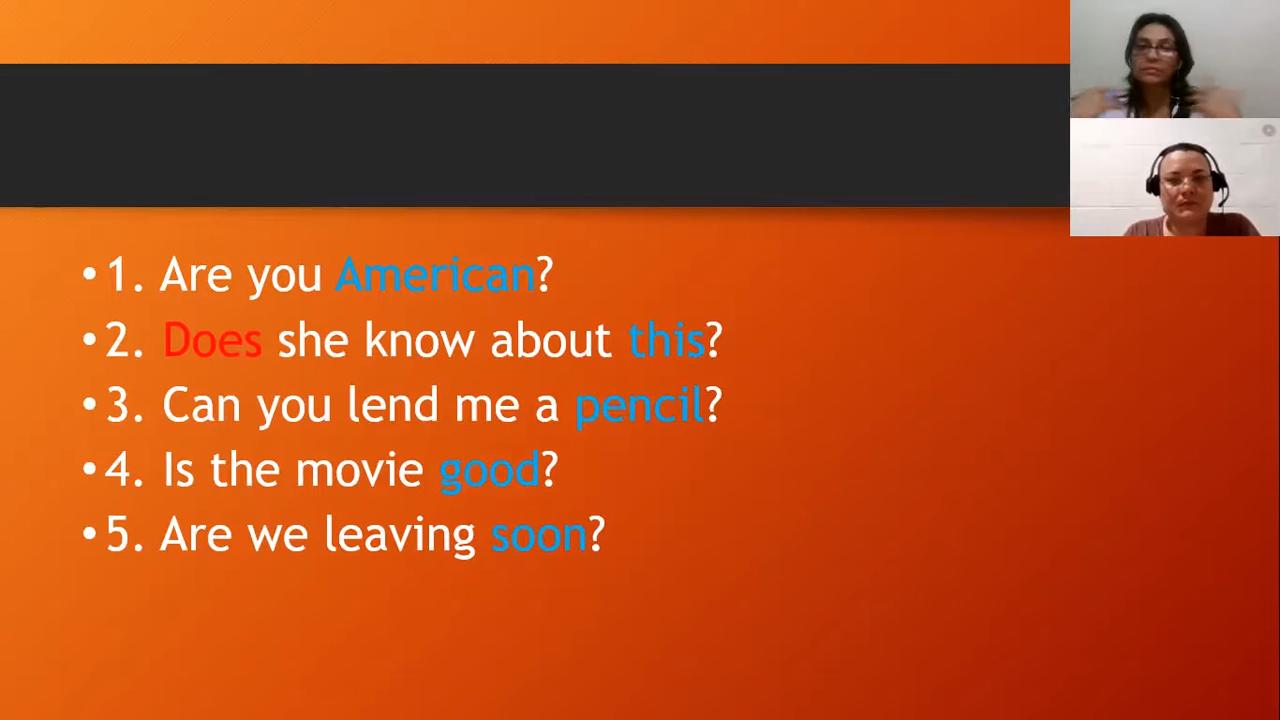 • 1. Are you American?
• 2. Does she know about this?
• 3. Can you lend me a pencil?
• 4. Is the movie good?
• 5. Are we leaving soon?